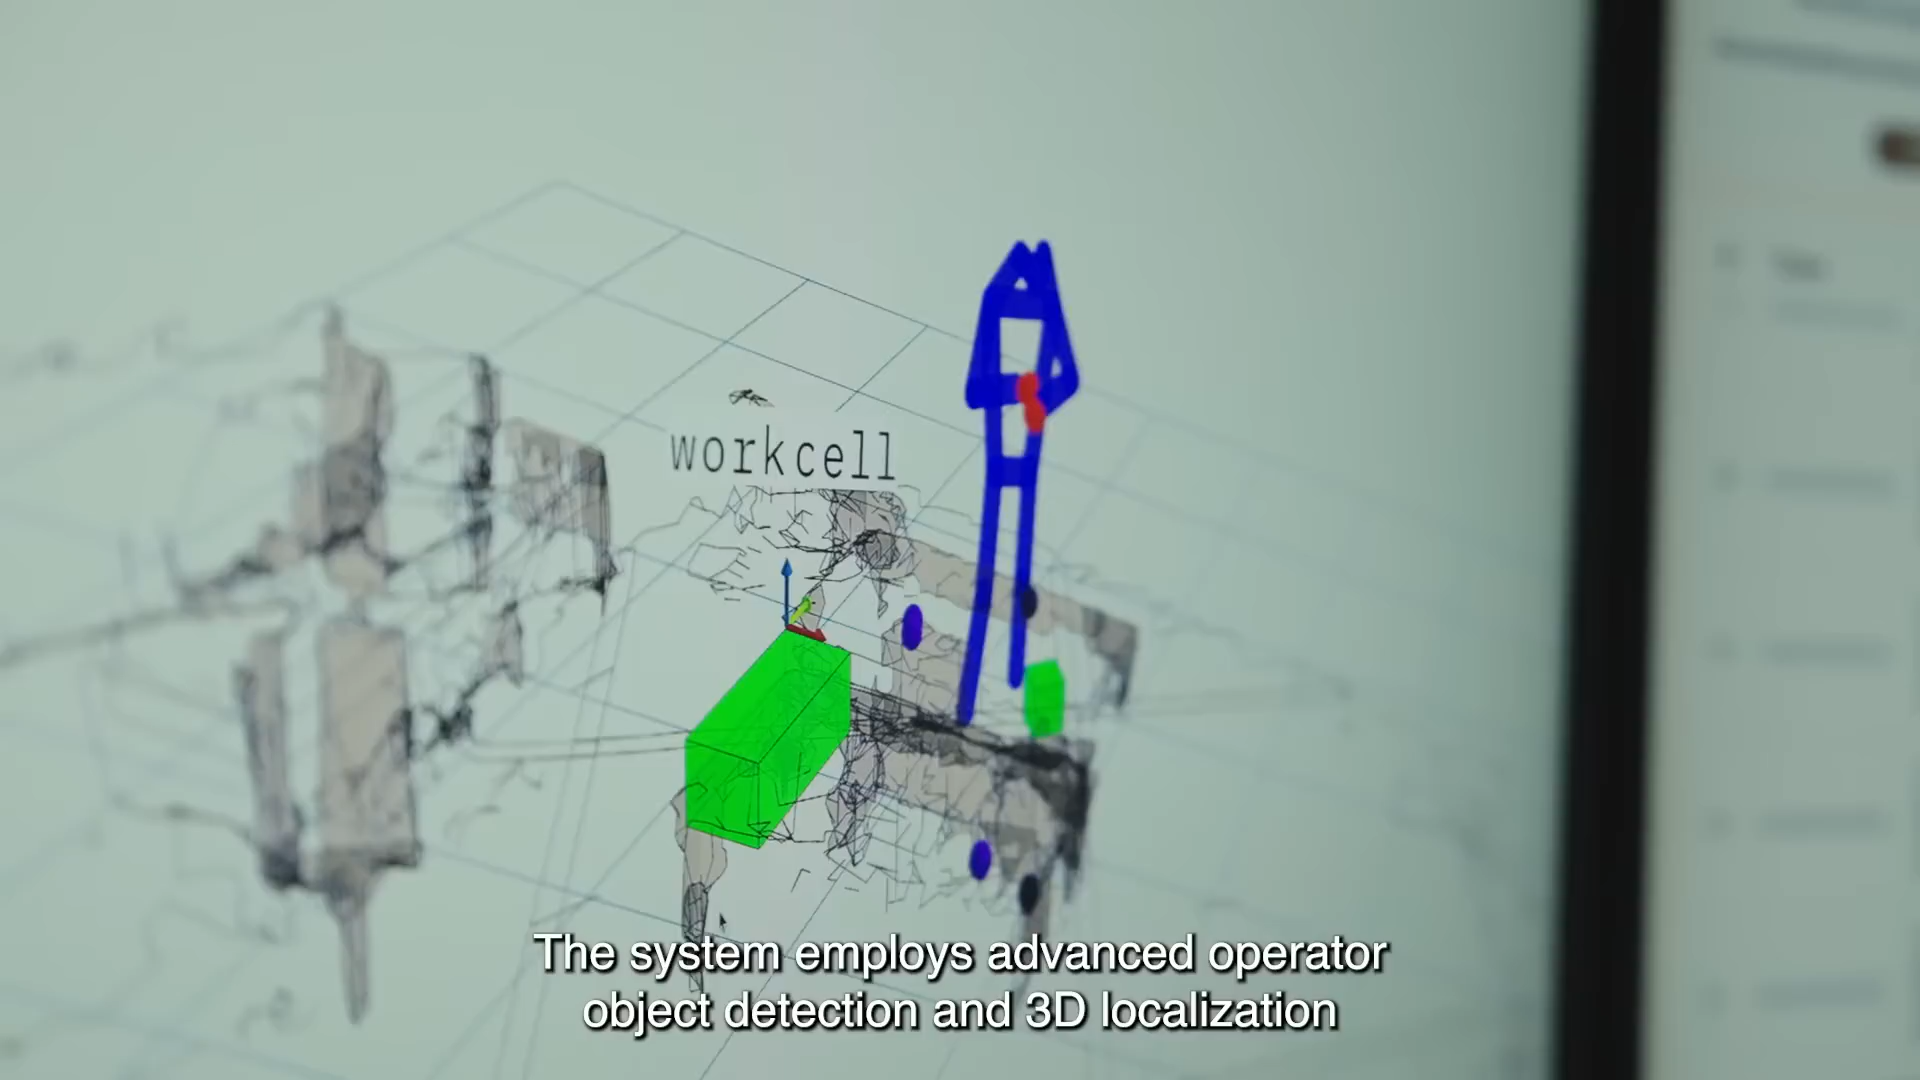 workcell
The system employs advanced operator
object detection and 3D localization